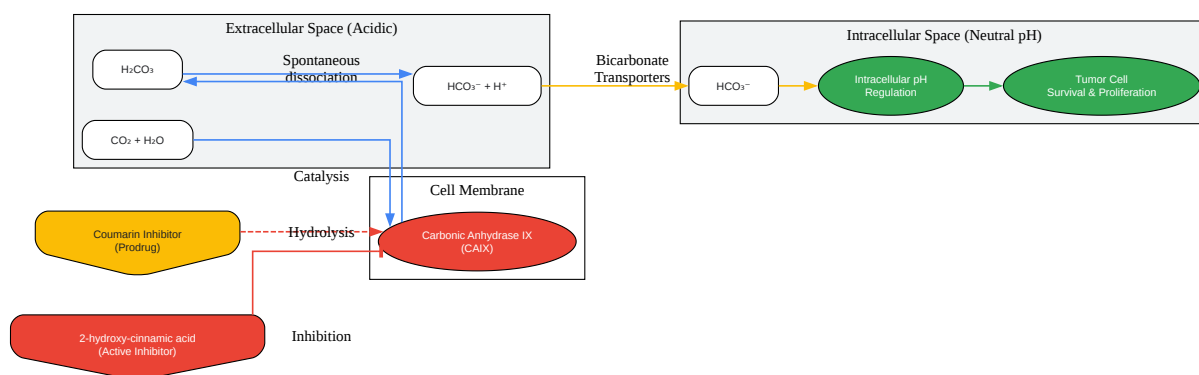 Extracellular Space (Acidic)
H₂CO₃
Spontaneous
dissociation
HCO₃⁻ + H⁺
CO₂ + H₂O
Bicarbonate
Transporters
Intracellular Space (Neutral pH)
HCO₃⁻
Intracellular pH
Regulation
Tumor Cell
Survival & Proliferation
Catalysis
Cell Membrane
Carbonic Anhydrase IX
(CAIX)
Coumarin Inhibitor
(Prodrug)
Hydrolysis
2-hydroxy-cinnamic acid
(Active Inhibitor)
Inhibition